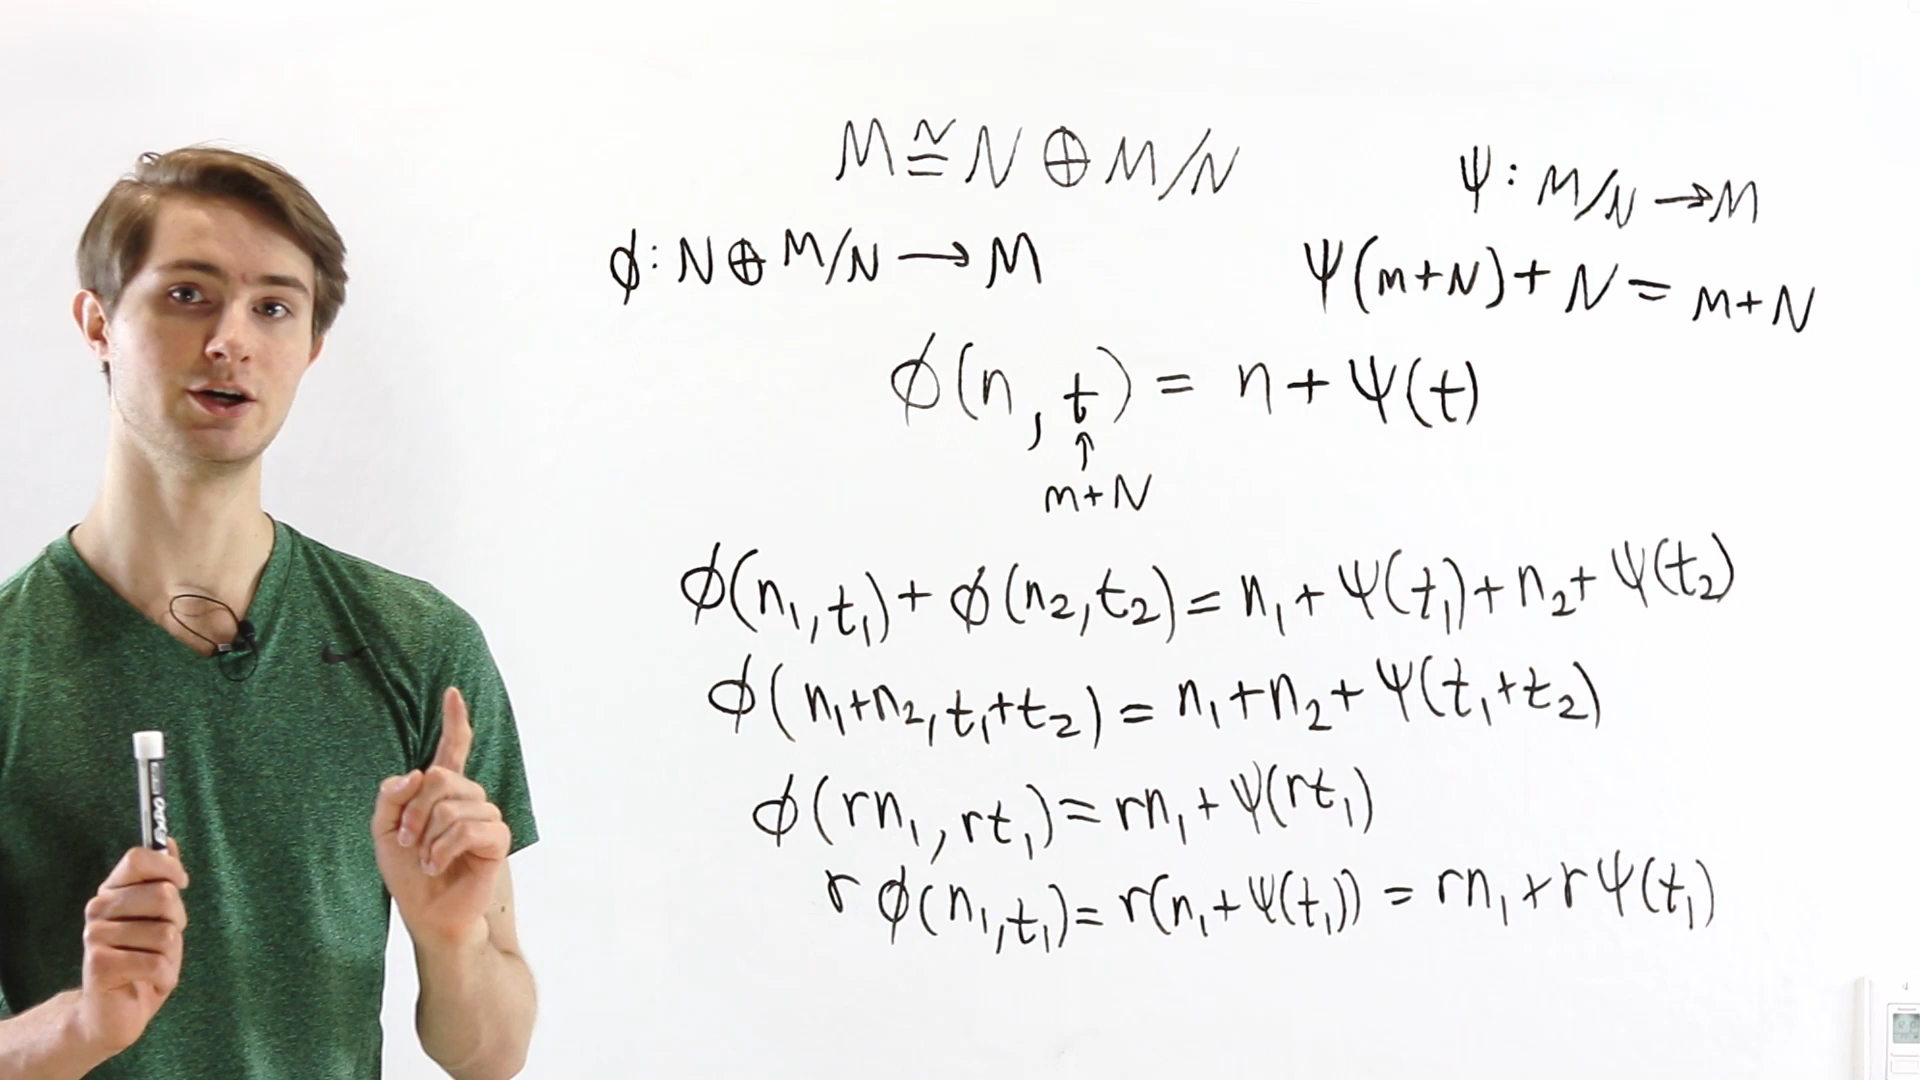 M ≅ N ⊕ M/N
ψ : M/N → M
ϕ : N ⊕ M/N → M
ψ(m+N) + N = m+N
ϕ(n, t) = n + ψ(t)
↑
m+N
ϕ(n₁, t₁) + ϕ(n₂, t₂) = n₁ + ψ(t₁) + n₂ + ψ(t₂)
ϕ(n₁+n₂, t₁+t₂) = n₁ + n₂ + ψ(t₁+t₂)
ϕ(rn₁, rt₁) = rn₁ + ψ(rt₁)
r ϕ(n₁, t₁) = r(n₁ + ψ(t₁)) = rn₁ + rψ(t₁)
EXPO